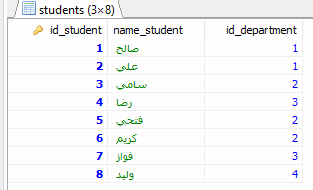 students (3×8)
id_student name_student id_department
1 صالح 1
2 علي 1
3 سامي 2
4 رضا 3
5 فتحي 2
6 كريم 2
7 فواز 3
8 وليد 4